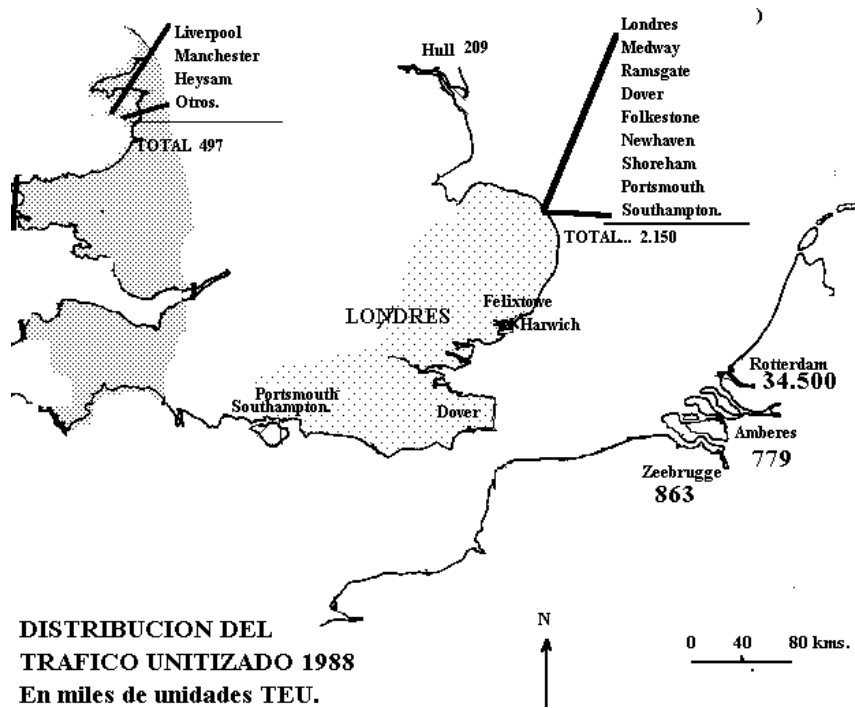 Liverpool
Manchester
Heysam
Otros.
TOTAL 497
Hull 209
)
Londres
Medway
Ramsgate
Dover
Folkestone
Newhaven
Shoreham
Portsmouth
Southampton.
TOTAL... 2.150
Felixtowe
LONDRES
Harwich
Rotterdam
34.500
Portsmouth
Southampton.
Dover
Amberes
779
Zeebrugge
863
DISTRIBUCION DEL
TRAFICO UNITIZADO 1988
En miles de unidades TEU.
N
0 40 80 kms.